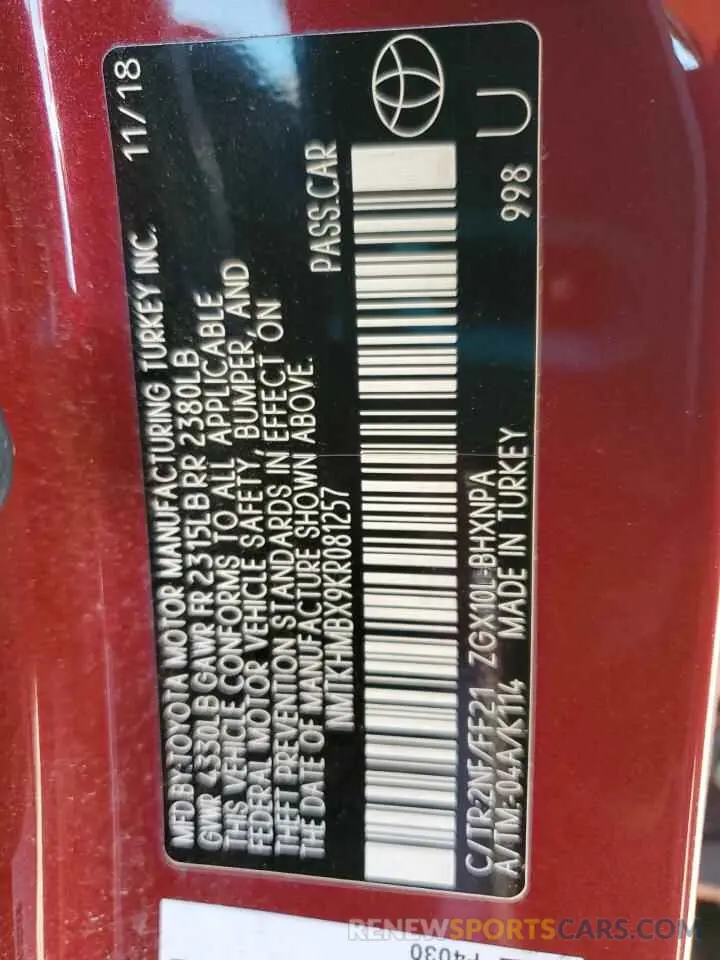 MFD.BY:TOYOTA MOTOR MANUFACTURING TURKEY INC. 11/18
GVWR 4330LB GAWR FR 2315LB RR 2380LB
THIS VEHICLE CONFORMS TO ALL APPLICABLE
FEDERAL MOTOR VEHICLE SAFETY, BUMPER, AND
THEFT PREVENTION STANDARDS IN EFFECT ON
THE DATE OF MANUFACTURE SHOWN ABOVE.
NMTKHMBX9KR081257 PASS.CAR
C/TR2NF/FF21 ZGX10L-BHXNPA 998 U
A/TM:-04A/K114 MADE IN TURKEY
P4030
RENEWSPORTSCARS.COM